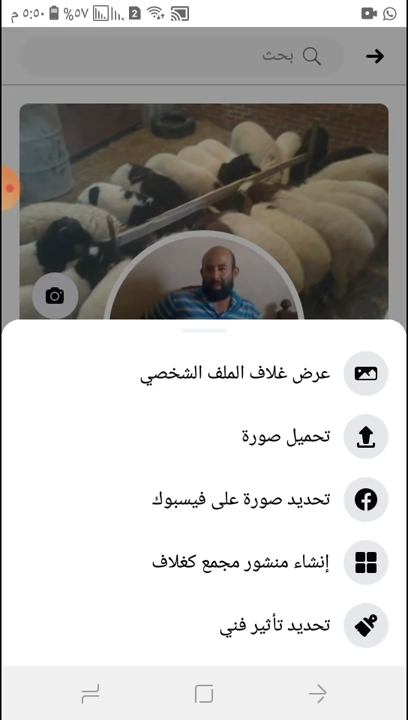 ٥:٥٠ م ٥٧%
بحث
عرض غلاف الملف الشخصي
تحميل صورة
تحديد صورة على فيسبوك
إنشاء منشور مجمع كغلاف
تحديد تأثير فني